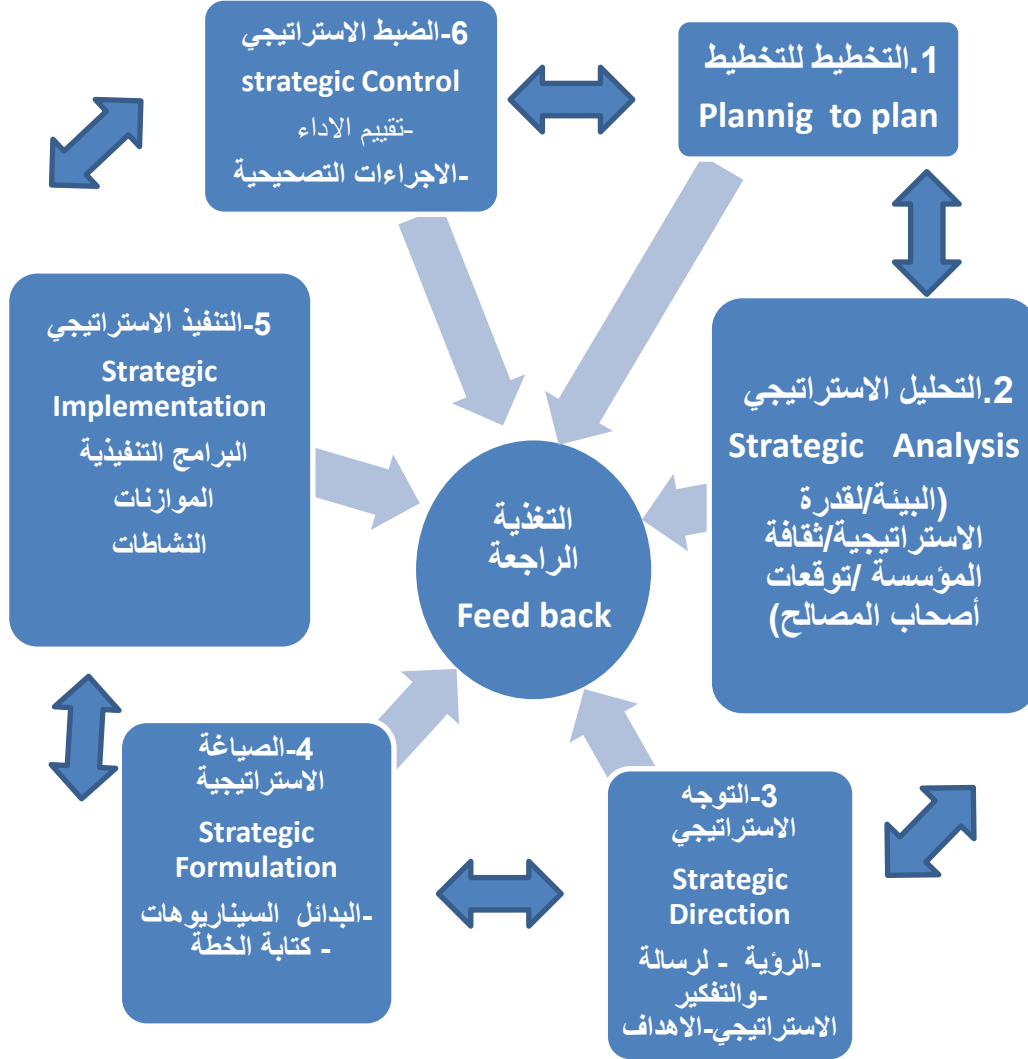 1.التخطيط للتخطيط
Plannig to plan
2.التحليل الاستراتيجي
Strategic Analysis
(البيئة/لقدرة
الاستراتيجية/ثقافة
المؤسسة /توقعات
أصحاب المصالح)
3-التوجه
الاستراتيجي
Strategic
Direction
-الرؤية - لرسالة
-والتفكير
الاستراتيجي-الاهداف
4-الصياغة
الاستراتيجية
Strategic
Formulation
-البدائل السيناريوهات
- كتابة الخطة
5-التنفيذ الاستراتيجي
Strategic
Implementation
البرامج التنفيذية
الموازنات
النشاطات
6-الضبط الاستراتيجي
strategic Control
-تقييم الاداء
-الاجراءات التصحيحية
التغذية
الراجعة
Feed back